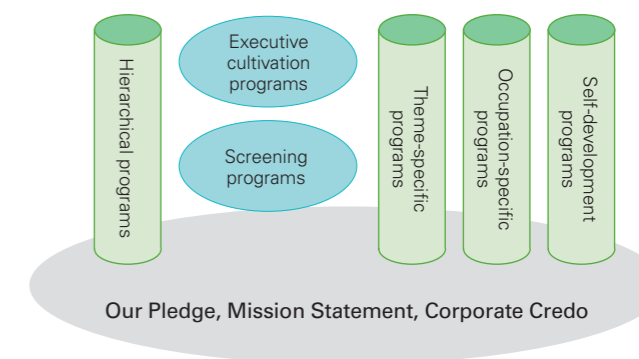 Hierarchical programs
Executive
cultivation
programs
Screening
programs
Theme-specific
programs
Occupation-specific
programs
Self-development
programs
Our Pledge, Mission Statement, Corporate Credo